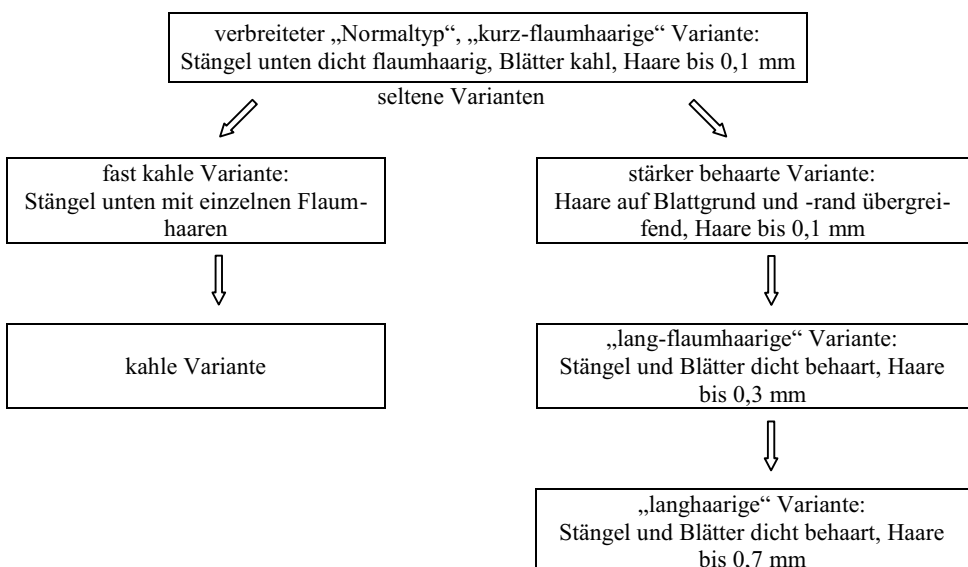 verbreiteter „Normaltyp“, „kurz-flaumhaarige“ Variante:
Stängel unten dicht flaumhaarig, Blätter kahl, Haare bis 0,1 mm
seltene Varianten
fast kahle Variante:
Stängel unten mit einzelnen Flaum-
haaren
stärker behaarte Variante:
Haare auf Blattgrund und -rand übergrei-
fend, Haare bis 0,1 mm
kahle Variante
„lang-flaumhaarige“ Variante:
Stängel und Blätter dicht behaart, Haare
bis 0,3 mm
„langhaarige“ Variante:
Stängel und Blätter dicht behaart, Haare
bis 0,7 mm